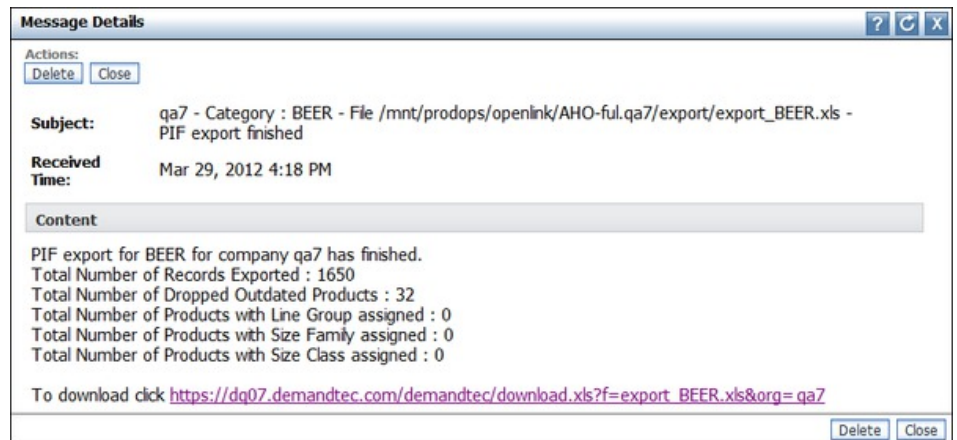 Message Details
? X
Actions:
Delete Close
Subject: qa7 - Category : BEER - File /mnt/prodops/openlink/AHO-ful.qa7/export/export_BEER.xls -
PIF export finished
Received
Time: Mar 29, 2012 4:18 PM
Content
PIF export for BEER for company qa7 has finished.
Total Number of Records Exported : 1650
Total Number of Dropped Outdated Products : 32
Total Number of Products with Line Group assigned : 0
Total Number of Products with Size Family assigned : 0
Total Number of Products with Size Class assigned : 0
To download click https://dq07.demandtec.com/demandtec/download.xls?f=export_BEER.xls&org=qa7
Delete Close